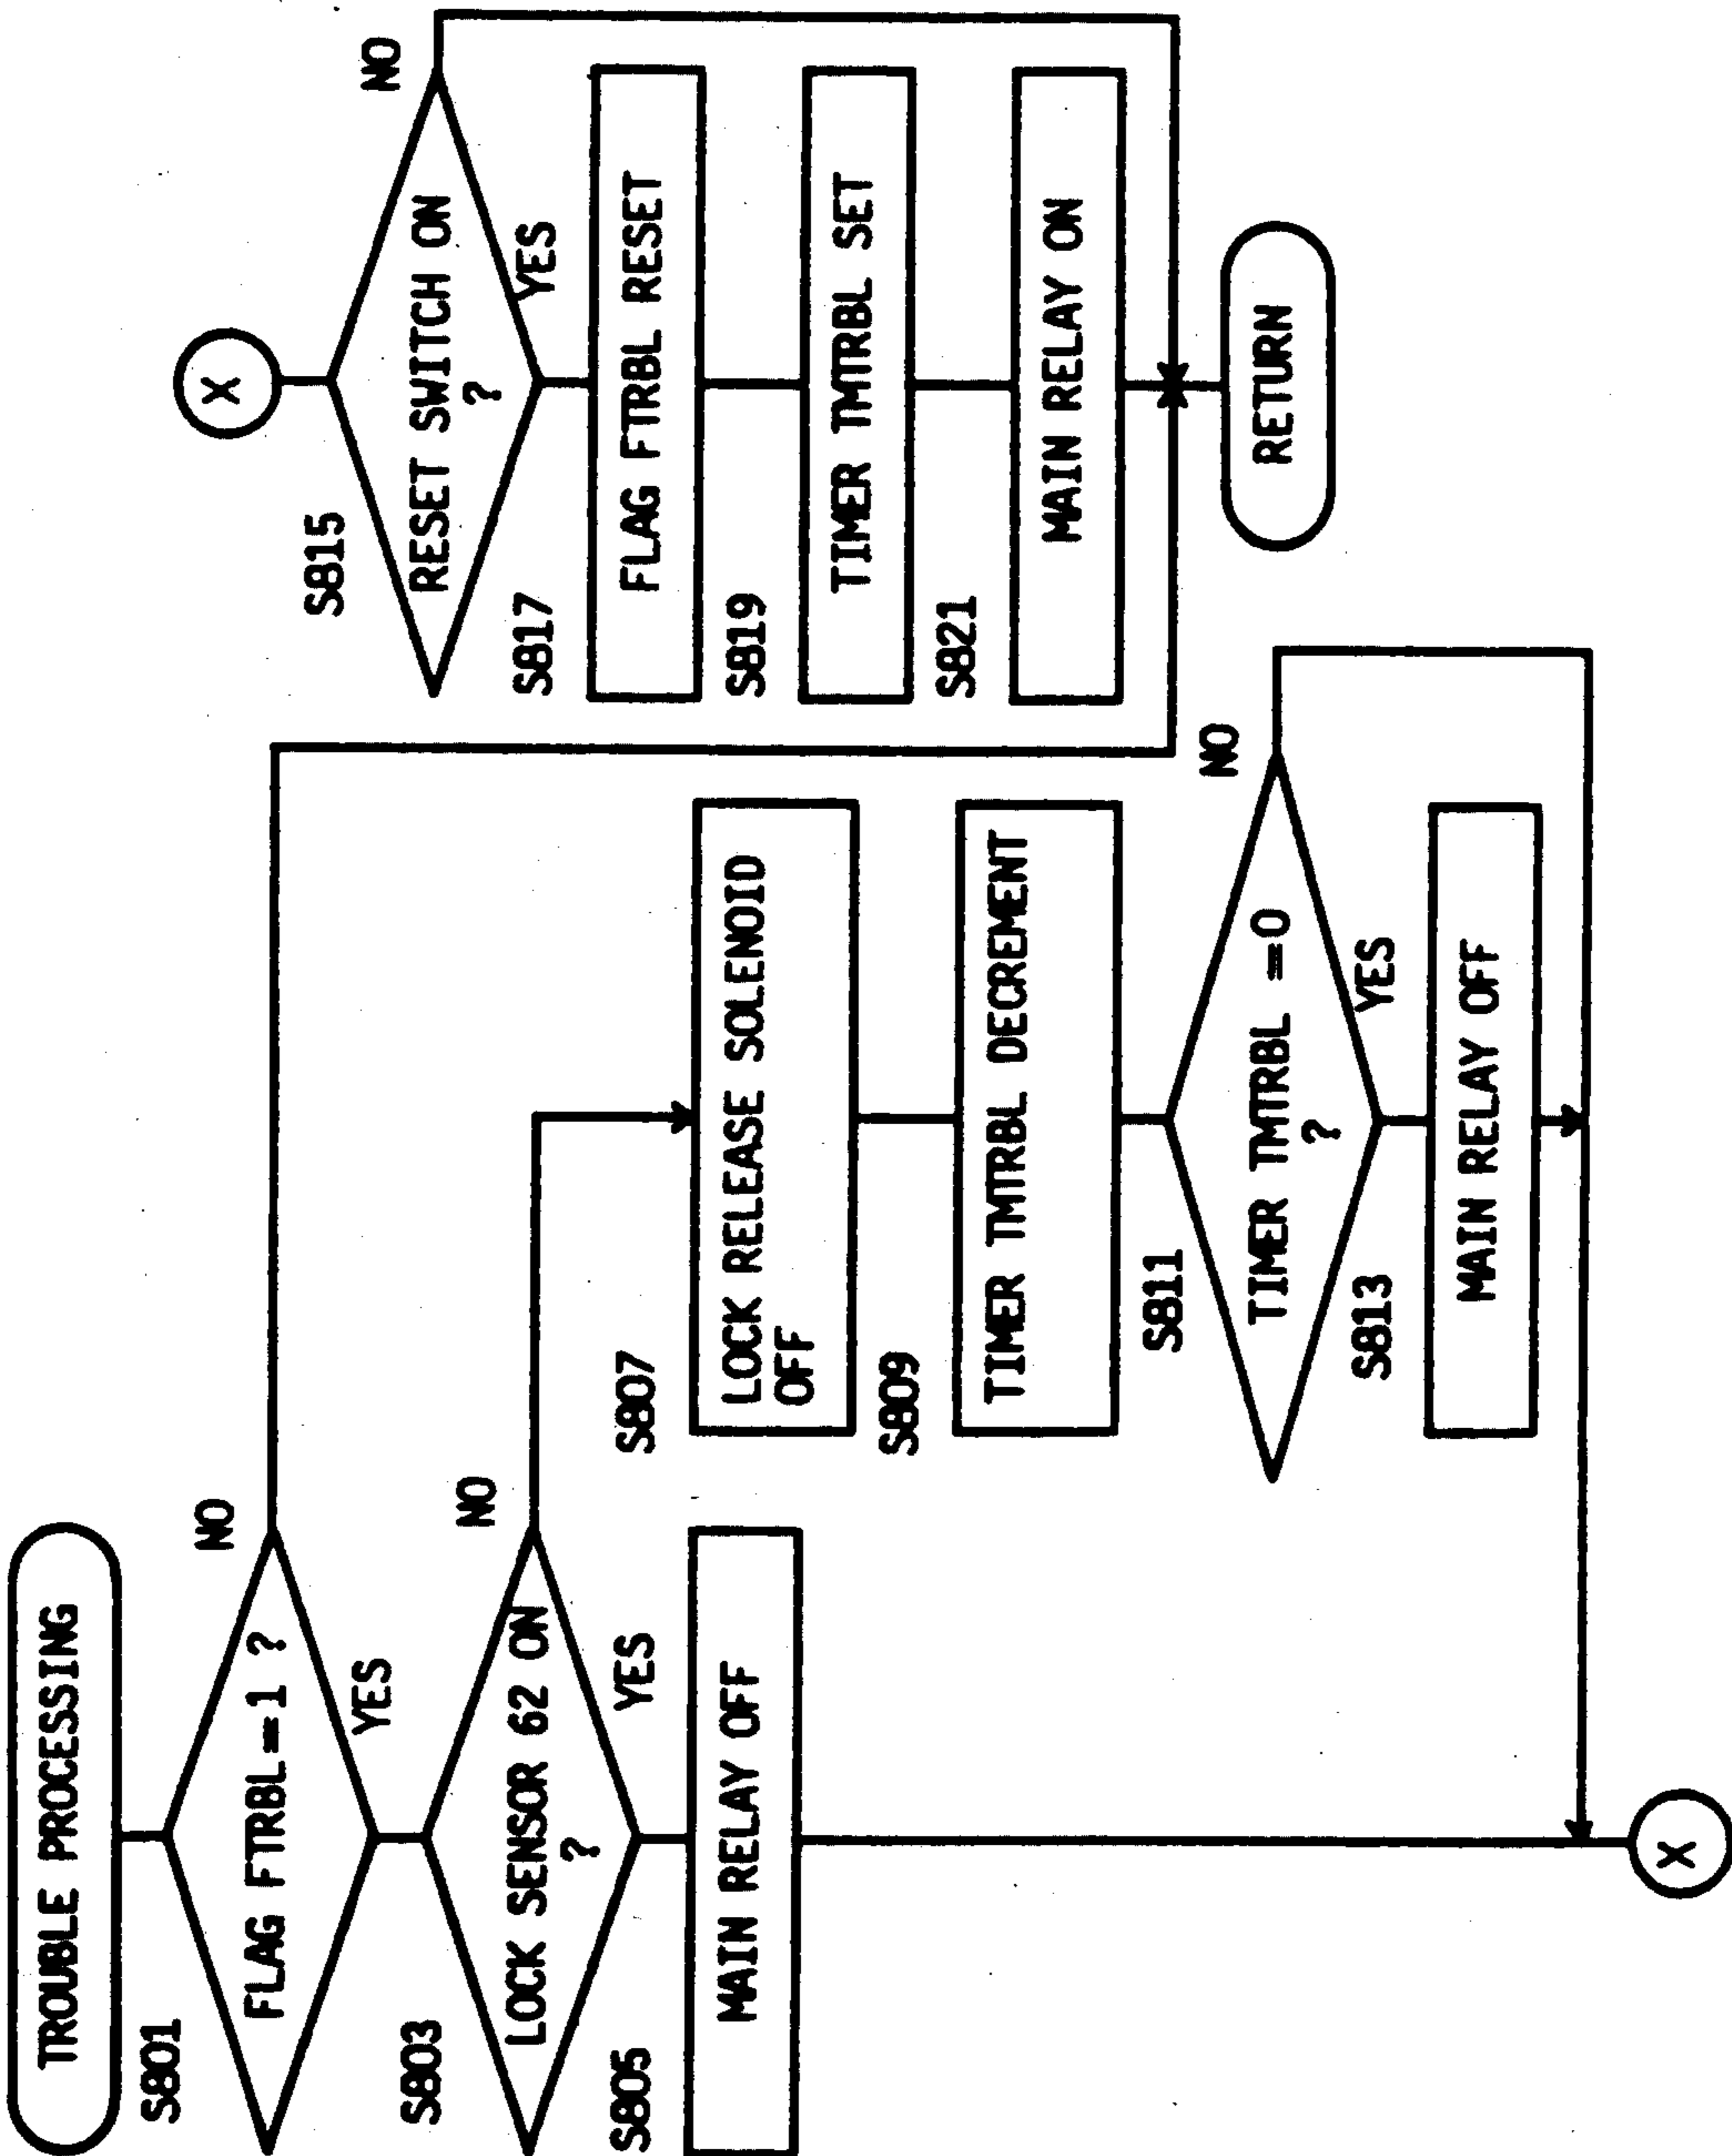 TROUBLE PROCESSING
S801
FLAG FTRBL=1 ?
NO
YES
S803
LOCK SENSOR 62 ON
?
NO
YES
S805
MAIN RELAY OFF
X
S807
LOCK RELEASE SOLENOID
OFF
S809
TIMER TMTRBL DECREMENT
S811
TIMER TMTRBL =0
?
NO
YES
S813
MAIN RELAY OFF
X
S815
RESET SWITCH ON
?
NO
YES
S817
FLAG FTRBL RESET
S819
TIMER TMTRBL SET
S821
MAIN RELAY ON
RETURN